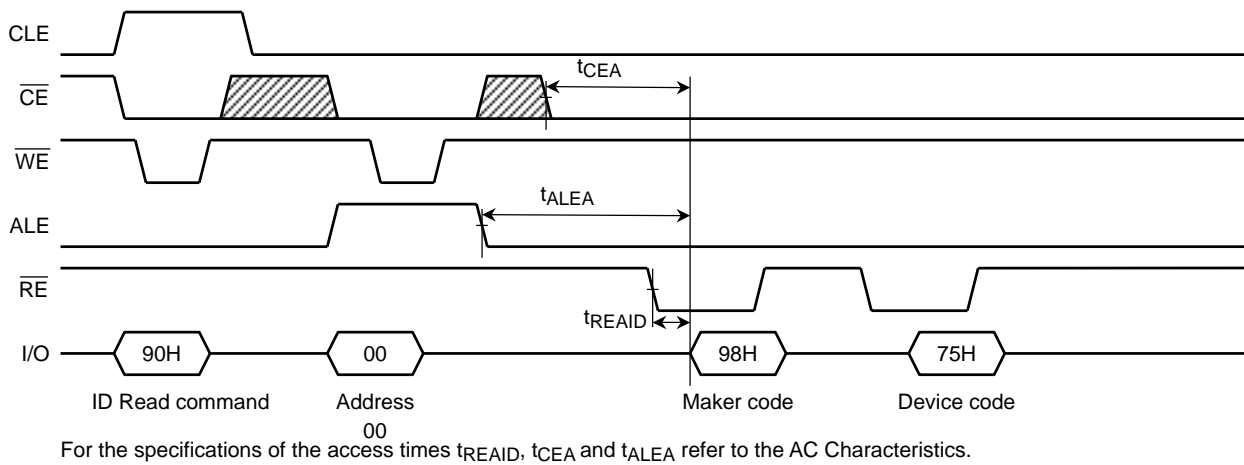 CLE
tCEA
CE
WE
tALEA
ALE
RE
tREAID
I/O 90H 00 98H 75H
ID Read command Address 00 Maker code Device code
For the specifications of the access times tREAID, tCEA and tALEA refer to the AC Characteristics.